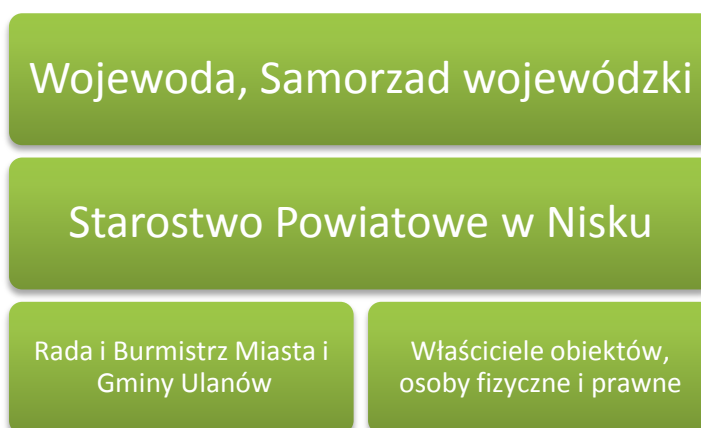 Wojewoda, Samorzad wojewódzki
Starostwo Powiatowe w Nisku
Rada i Burmistrz Miasta i
Gminy Ulanów
Właściciele obiektów,
osoby fizyczne i prawne